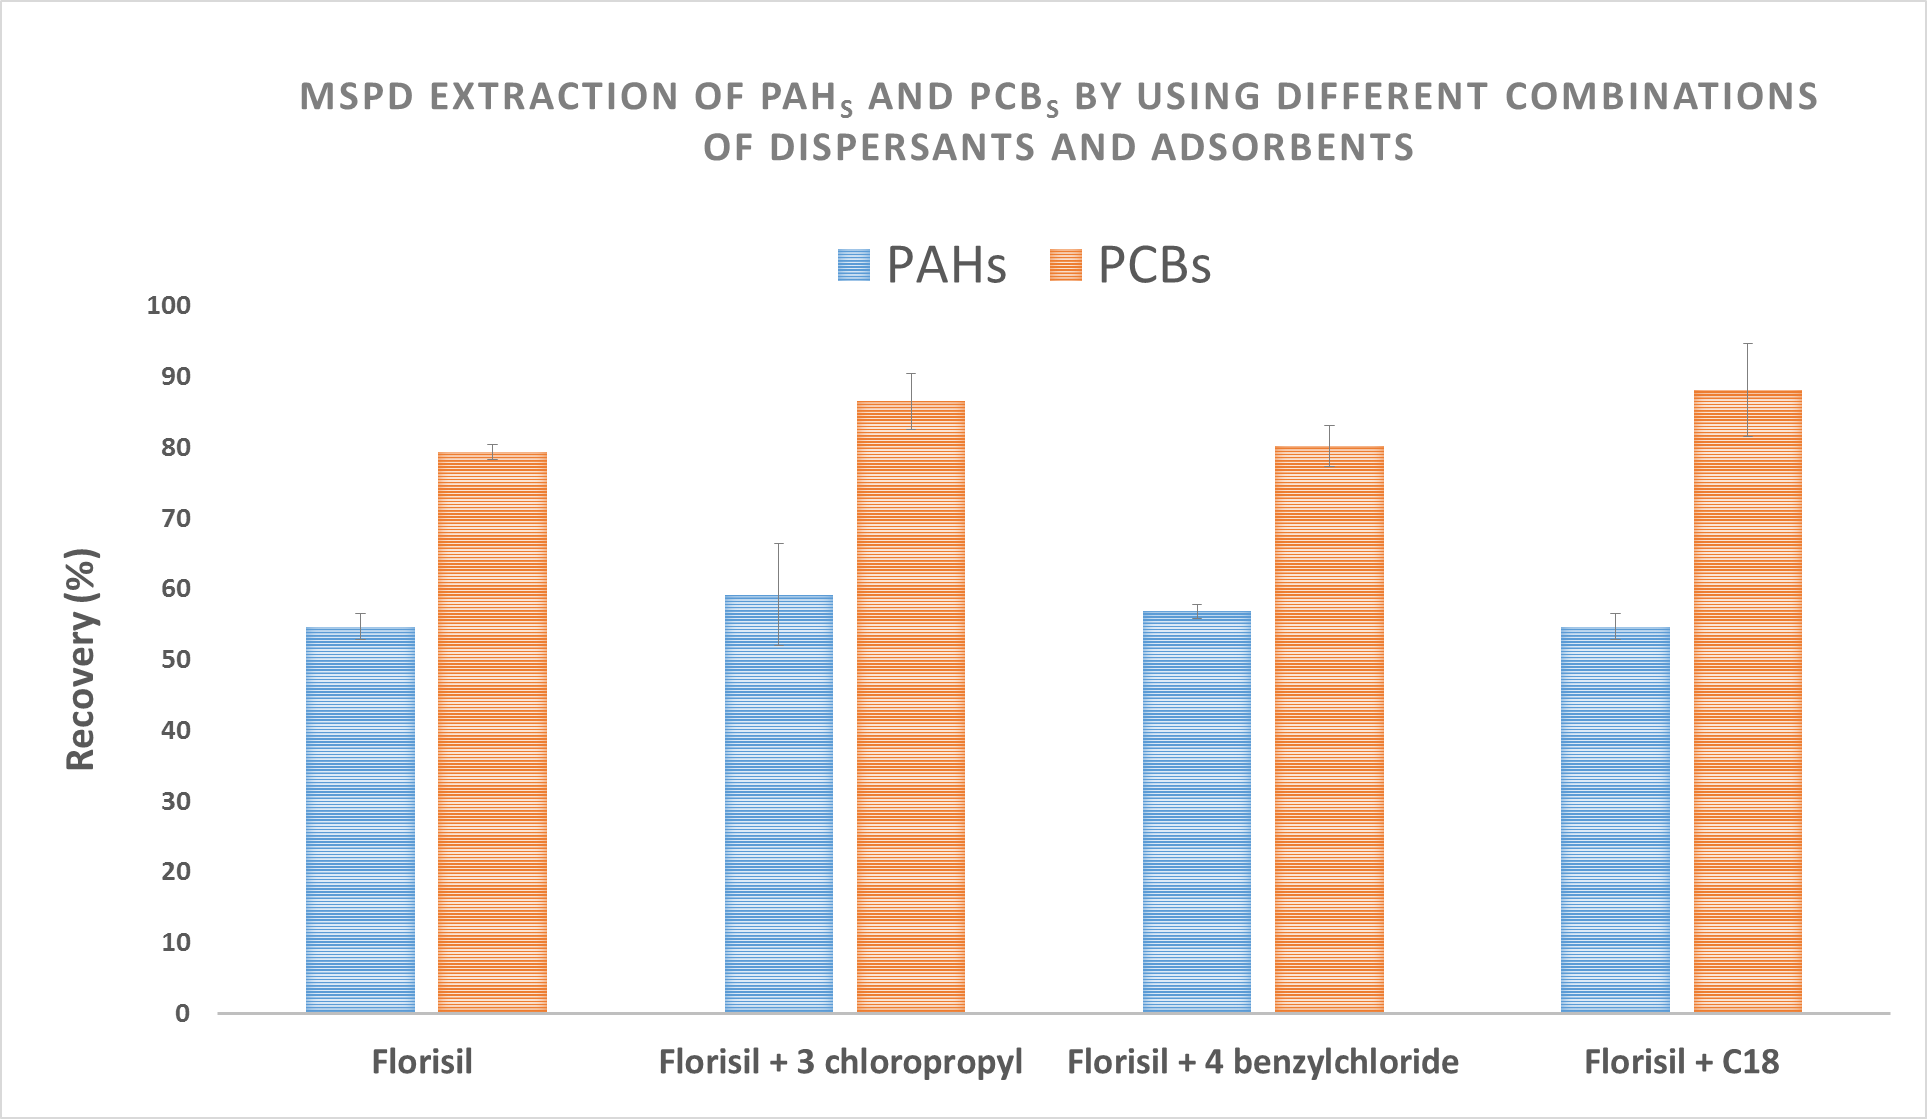 MSPD EXTRACTION OF PAHS AND PCBS BY USING DIFFERENT COMBINATIONS
OF DISPERSANTS AND ADSORBENTS
PAHs
PCBs
100
90
80
70
60
50
40
30
20
10
0
Recovery (%)
Florisil
Florisil + 3 chloropropyl
Florisil + 4 benzylchloride
Florisil + C18